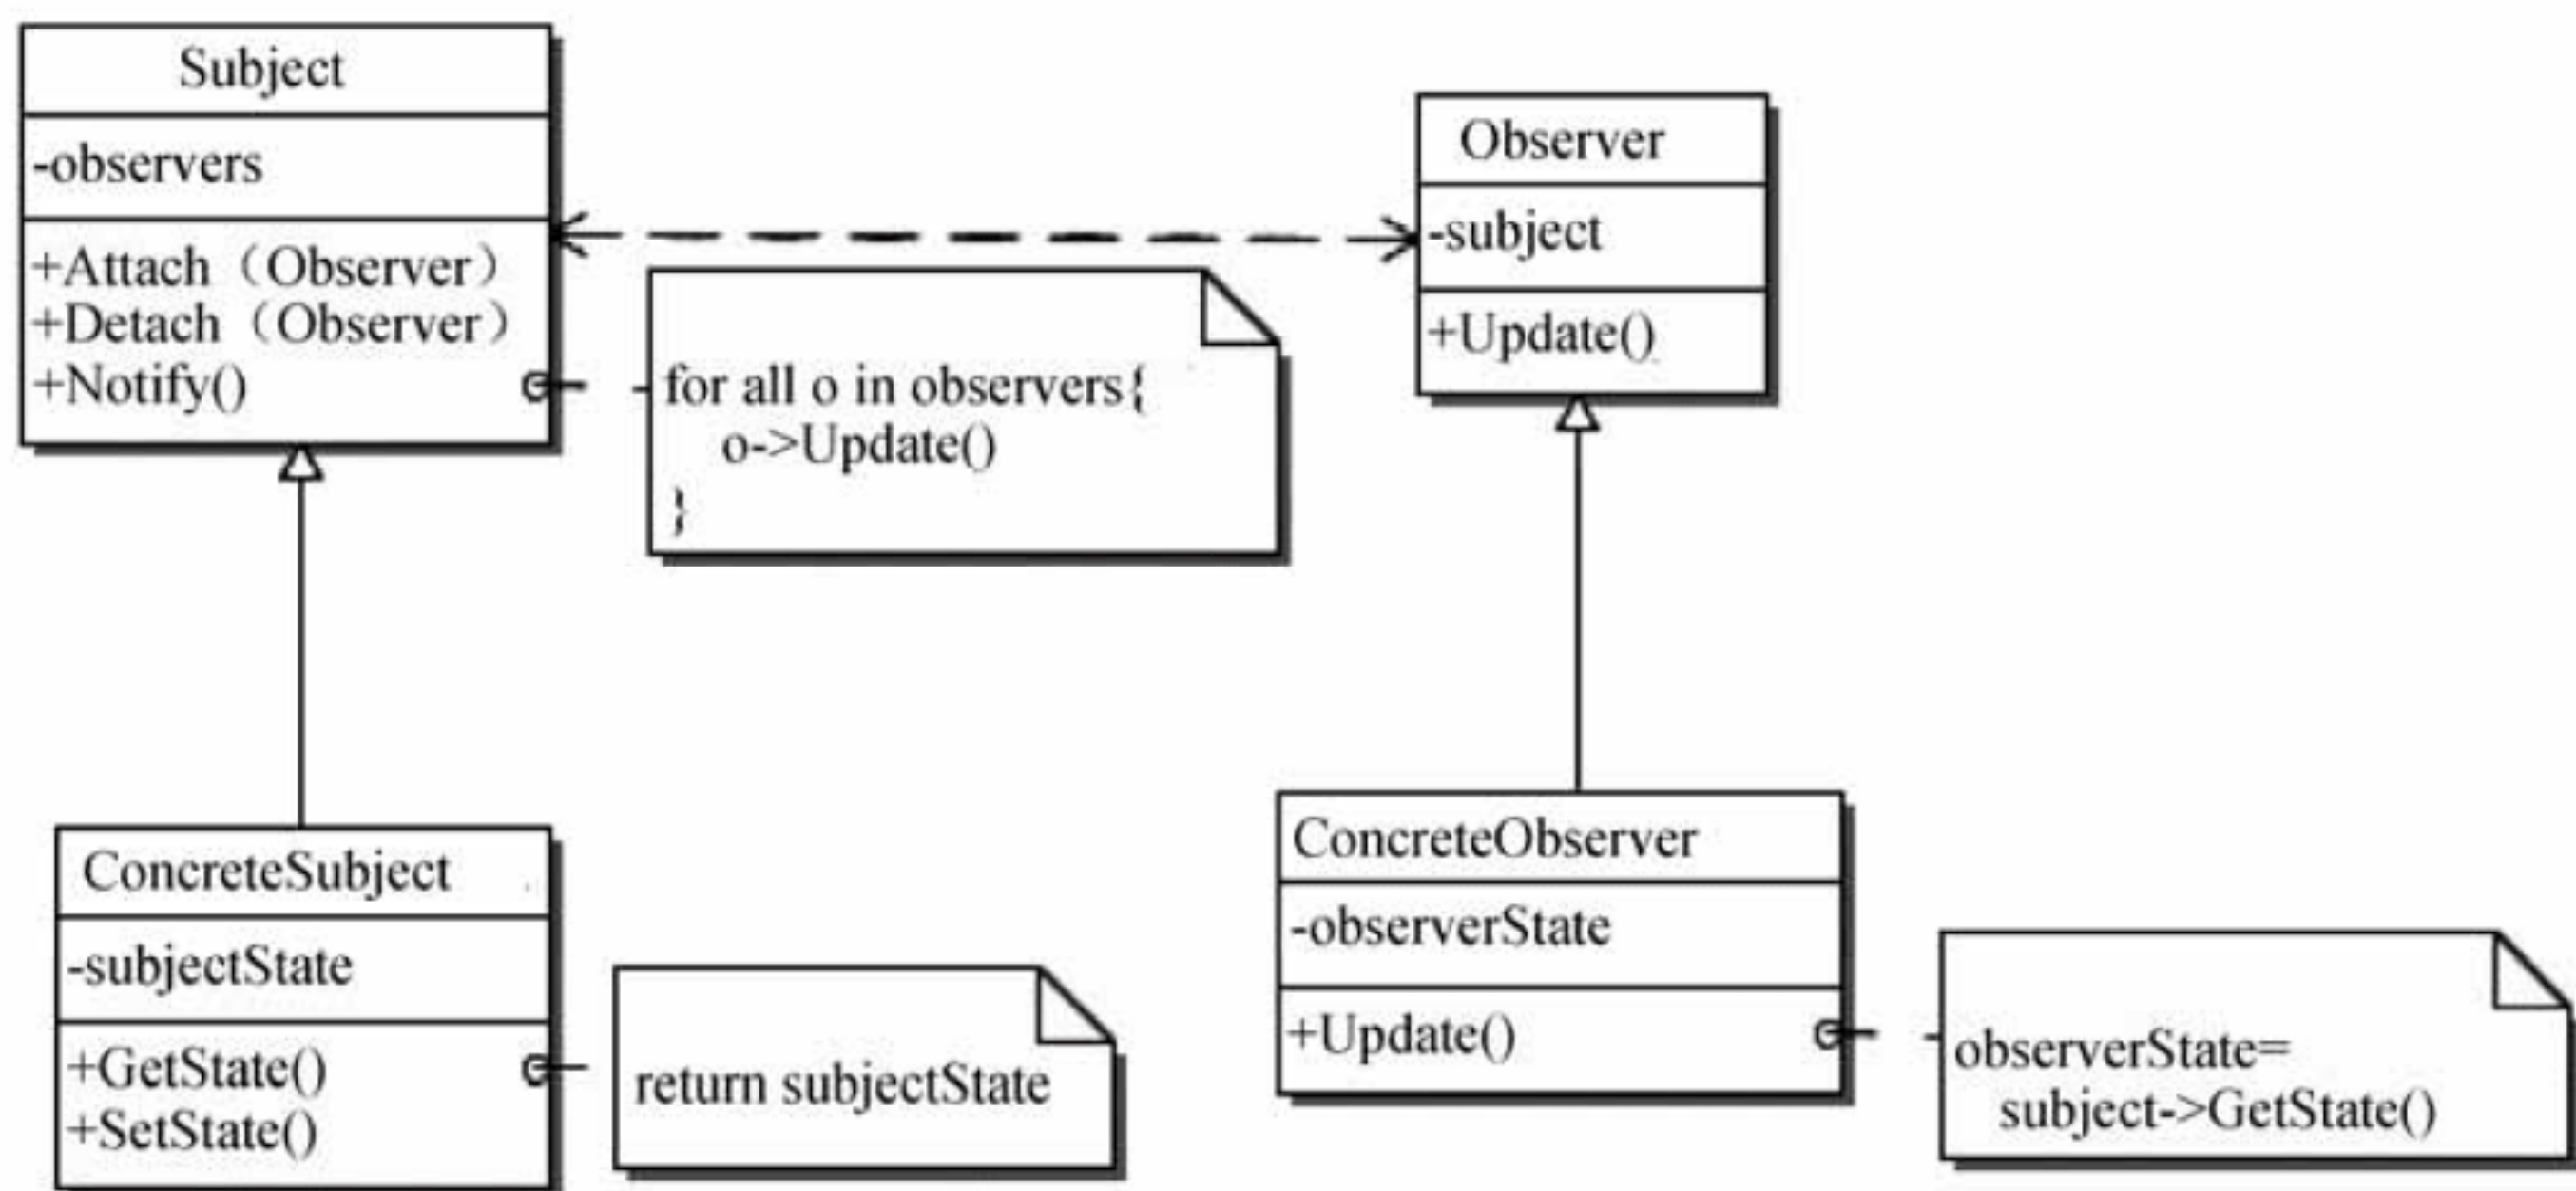 Subject
-observers
+Attach（Observer）
+Detach（Observer）
+Notify()
for all o in observers{
o->Update()
}
Observer
-subject
+Update()
ConcreteSubject
-subjectState
+GetState()
+SetState()
return subjectState
ConcreteObserver
-observerState
+Update()
observerState=
subject->GetState()